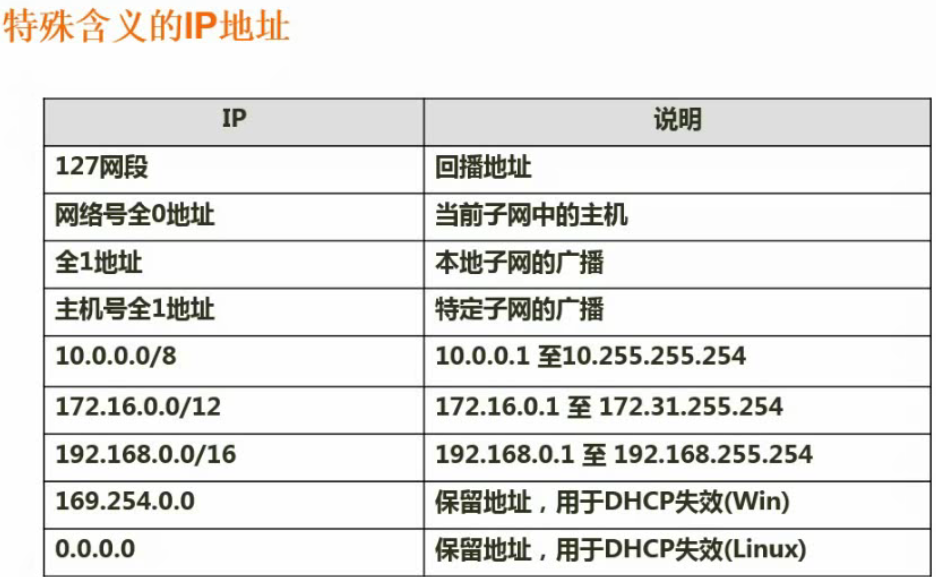 特殊含义的IP地址
IP 说明
127网段 回播地址
网络号全0地址 当前子网中的主机
全1地址 本地子网的广播
主机号全1地址 特定子网的广播
10.0.0.0/8 10.0.0.1 至10.255.255.254
172.16.0.0/12 172.16.0.1 至 172.31.255.254
192.168.0.0/16 192.168.0.1 至 192.168.255.254
169.254.0.0 保留地址，用于DHCP失效(Win)
0.0.0.0 保留地址，用于DHCP失效(Linux)